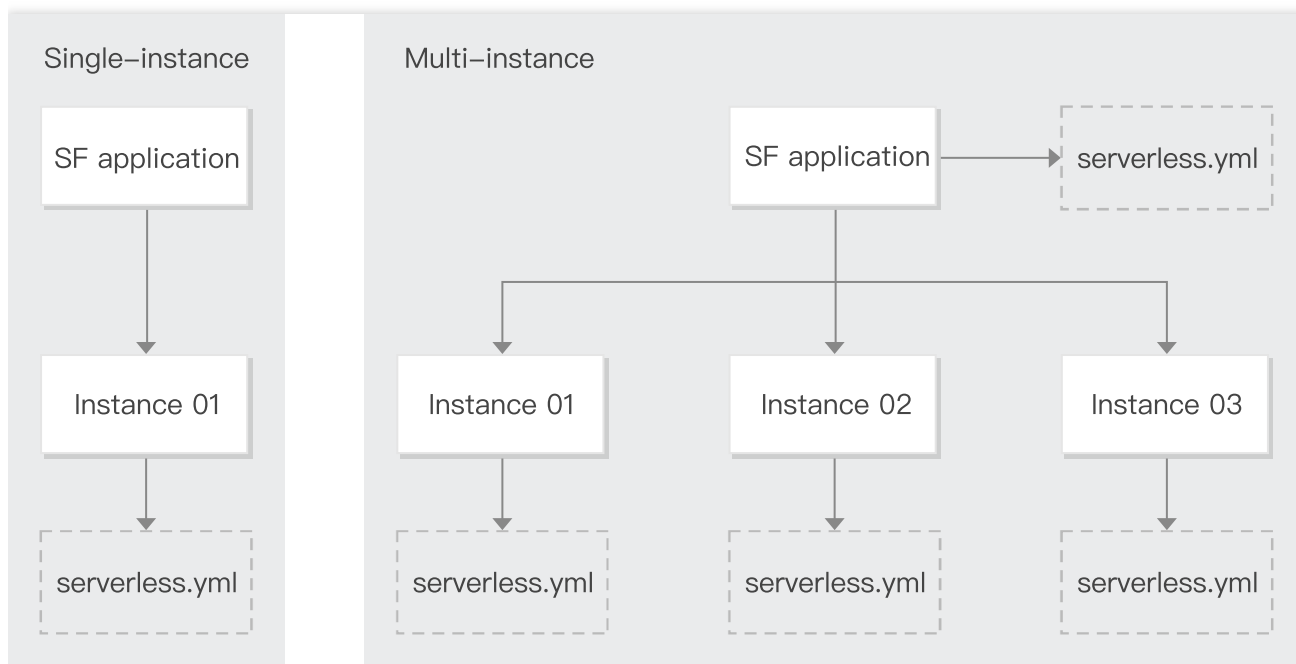 Single-instance
SF application
Instance 01
serverless.yml
Multi-instance
SF application
serverless.yml
Instance 01
Instance 02
Instance 03
serverless.yml
serverless.yml
serverless.yml